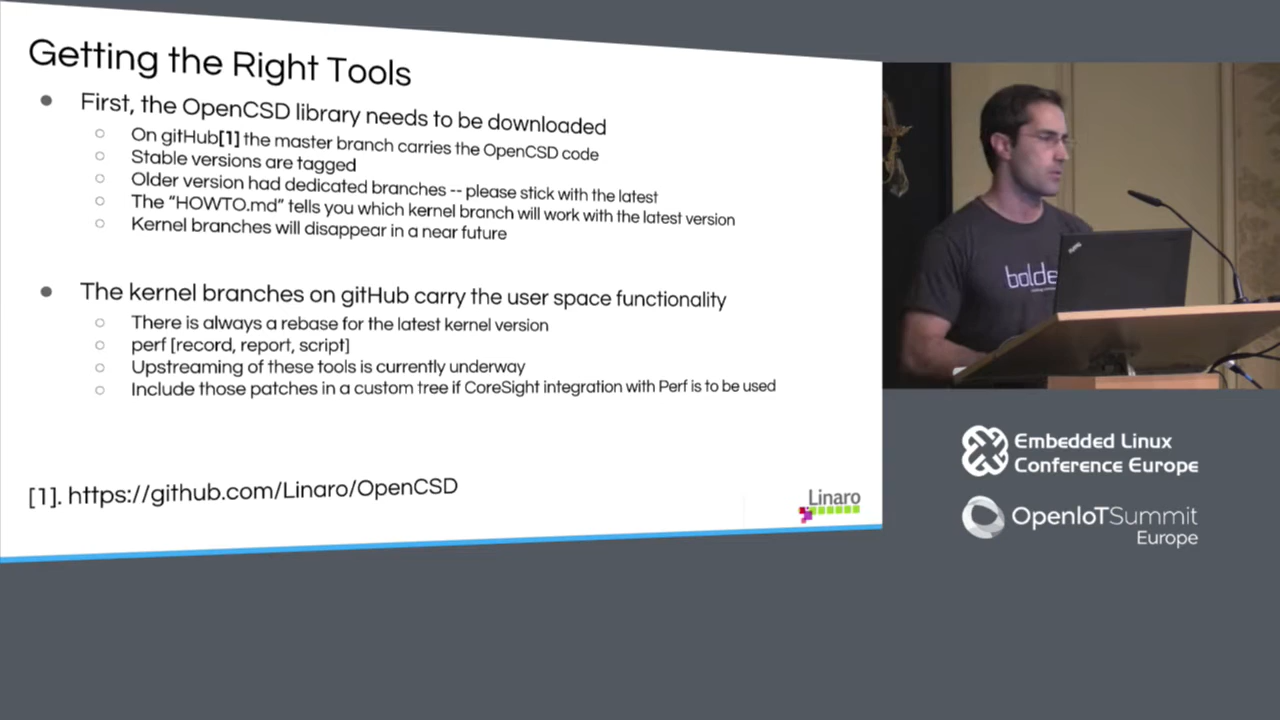 Getting the Right Tools
● First, the OpenCSD library needs to be downloaded
○ On gitHub[1] the master branch carries the OpenCSD code
○ Stable versions are tagged
○ Older version had dedicated branches -- please stick with the latest
○ The “HOWTO.md” tells you which kernel branch will work with the latest version
○ Kernel branches will disappear in a near future
● The kernel branches on gitHub carry the user space functionality
○ There is always a rebase for the latest kernel version
○ perf [record, report, script]
○ Upstreaming of these tools is currently underway
○ Include those patches in a custom tree if CoreSight integration with Perf is to be used
[1]. https://github.com/Linaro/OpenCSD
Linaro
bolde
Embedded Linux
Conference Europe
OpenIoTSummit
Europe